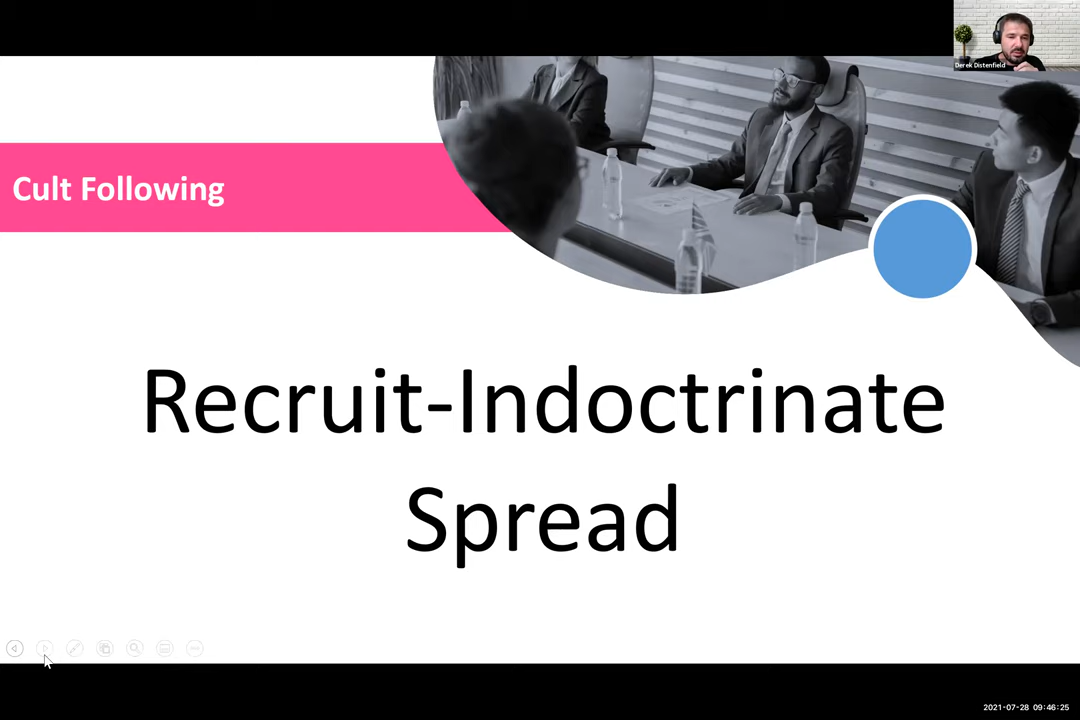 Derek Distenfield
Cult Following
Recruit-Indoctrinate
Spread
2021-07-28 09:46:25